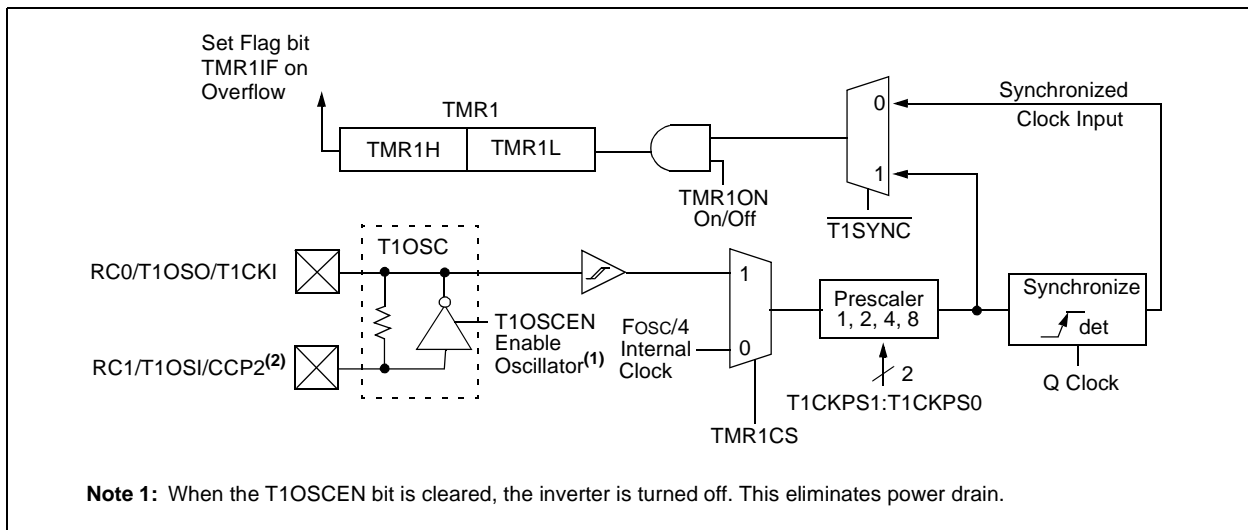 Set Flag bit
TMR1IF on
Overflow
TMR1
TMR1H
TMR1L
TMR1ON
On/Off
0
1
T1SYNC
Synchronized
Clock Input
RC0/T1OSO/T1CKI
T1OSC
RC1/T1OSI/CCP2(2)
T1OSCEN
Enable
Oscillator(1)
FOSC/4
Internal
Clock
1
0
TMR1CS
Prescaler
1, 2, 4, 8
2
T1CKPS1:T1CKPS0
Synchronize
det
Q Clock
Note 1: When the T1OSCEN bit is cleared, the inverter is turned off. This eliminates power drain.